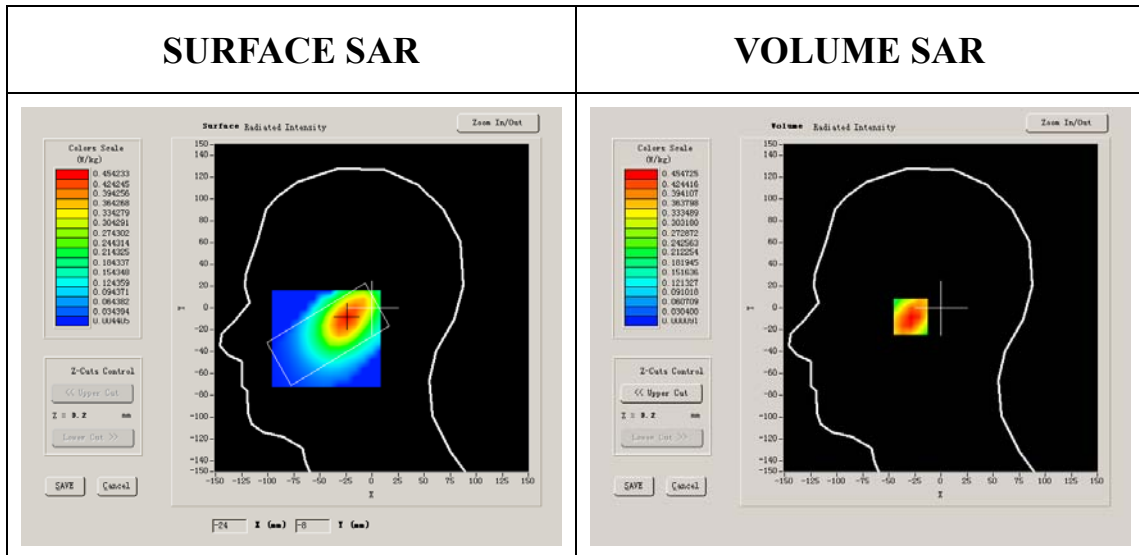 SURFACE SAR
Surface Radiated Intensity
Zoom In/Out
Colors Scale
(W/kg)
0.454233
0.424245
0.394256
0.364268
0.334279
0.304291
0.274302
0.244314
0.214325
0.184337
0.154348
0.124359
0.094371
0.064382
0.034394
0.004405
150
140
120
100
80
60
40
20
0
-20
-40
-60
-80
-100
-120
-140
-150
Y
-150 -125 -100 -75 -50 -25 0 25 50 75 100 125 150
X
Z-Cuts Control
<< Upper Cut
Z = mm
Lower Cut >>
SAVE Cancel
-24 X (mm) -8 Y (mm)
VOLUME SAR
Volume Radiated Intensity
Zoom In/Out
Colors Scale
(W/kg)
0.454725
0.424416
0.394107
0.363798
0.333489
0.303180
0.272872
0.242563
0.212254
0.181945
0.151636
0.121327
0.091018
0.060709
0.030400
0.000091
150
140
120
100
80
60
40
20
0
-20
-40
-60
-80
-100
-120
-140
-150
Y
-150 -125 -100 -75 -50 -25 0 25 50 75 100 125 150
X
Z-Cuts Control
<< Upper Cut
Z = mm
Lower Cut >>
SAVE Cancel